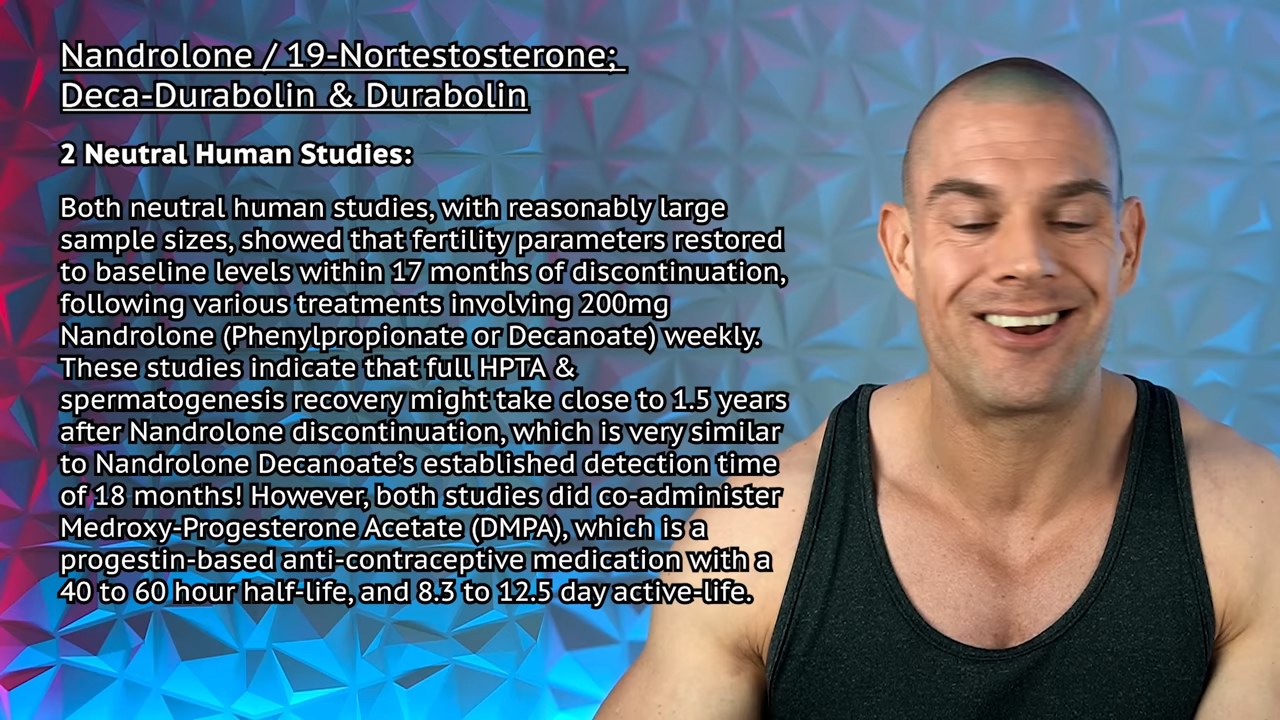 Nandrolone / 19-Nortestosterone;
Deca-Durabolin & Durabolin
2 Neutral Human Studies:
Both neutral human studies, with reasonably large
sample sizes, showed that fertility parameters restored
to baseline levels within 17 months of discontinuation,
following various treatments involving 200mg
Nandrolone (Phenylpropionate or Decanoate) weekly.
These studies indicate that full HPTA &
spermatogenesis recovery might take close to 1.5 years
after Nandrolone discontinuation, which is very similar
to Nandrolone Decanoate’s established detection time
of 18 months! However, both studies did co-administer
Medroxy-Progesterone Acetate (DMPA), which is a
progestin-based anti-contraceptive medication with a
40 to 60 hour half-life, and 8.3 to 12.5 day active-life.